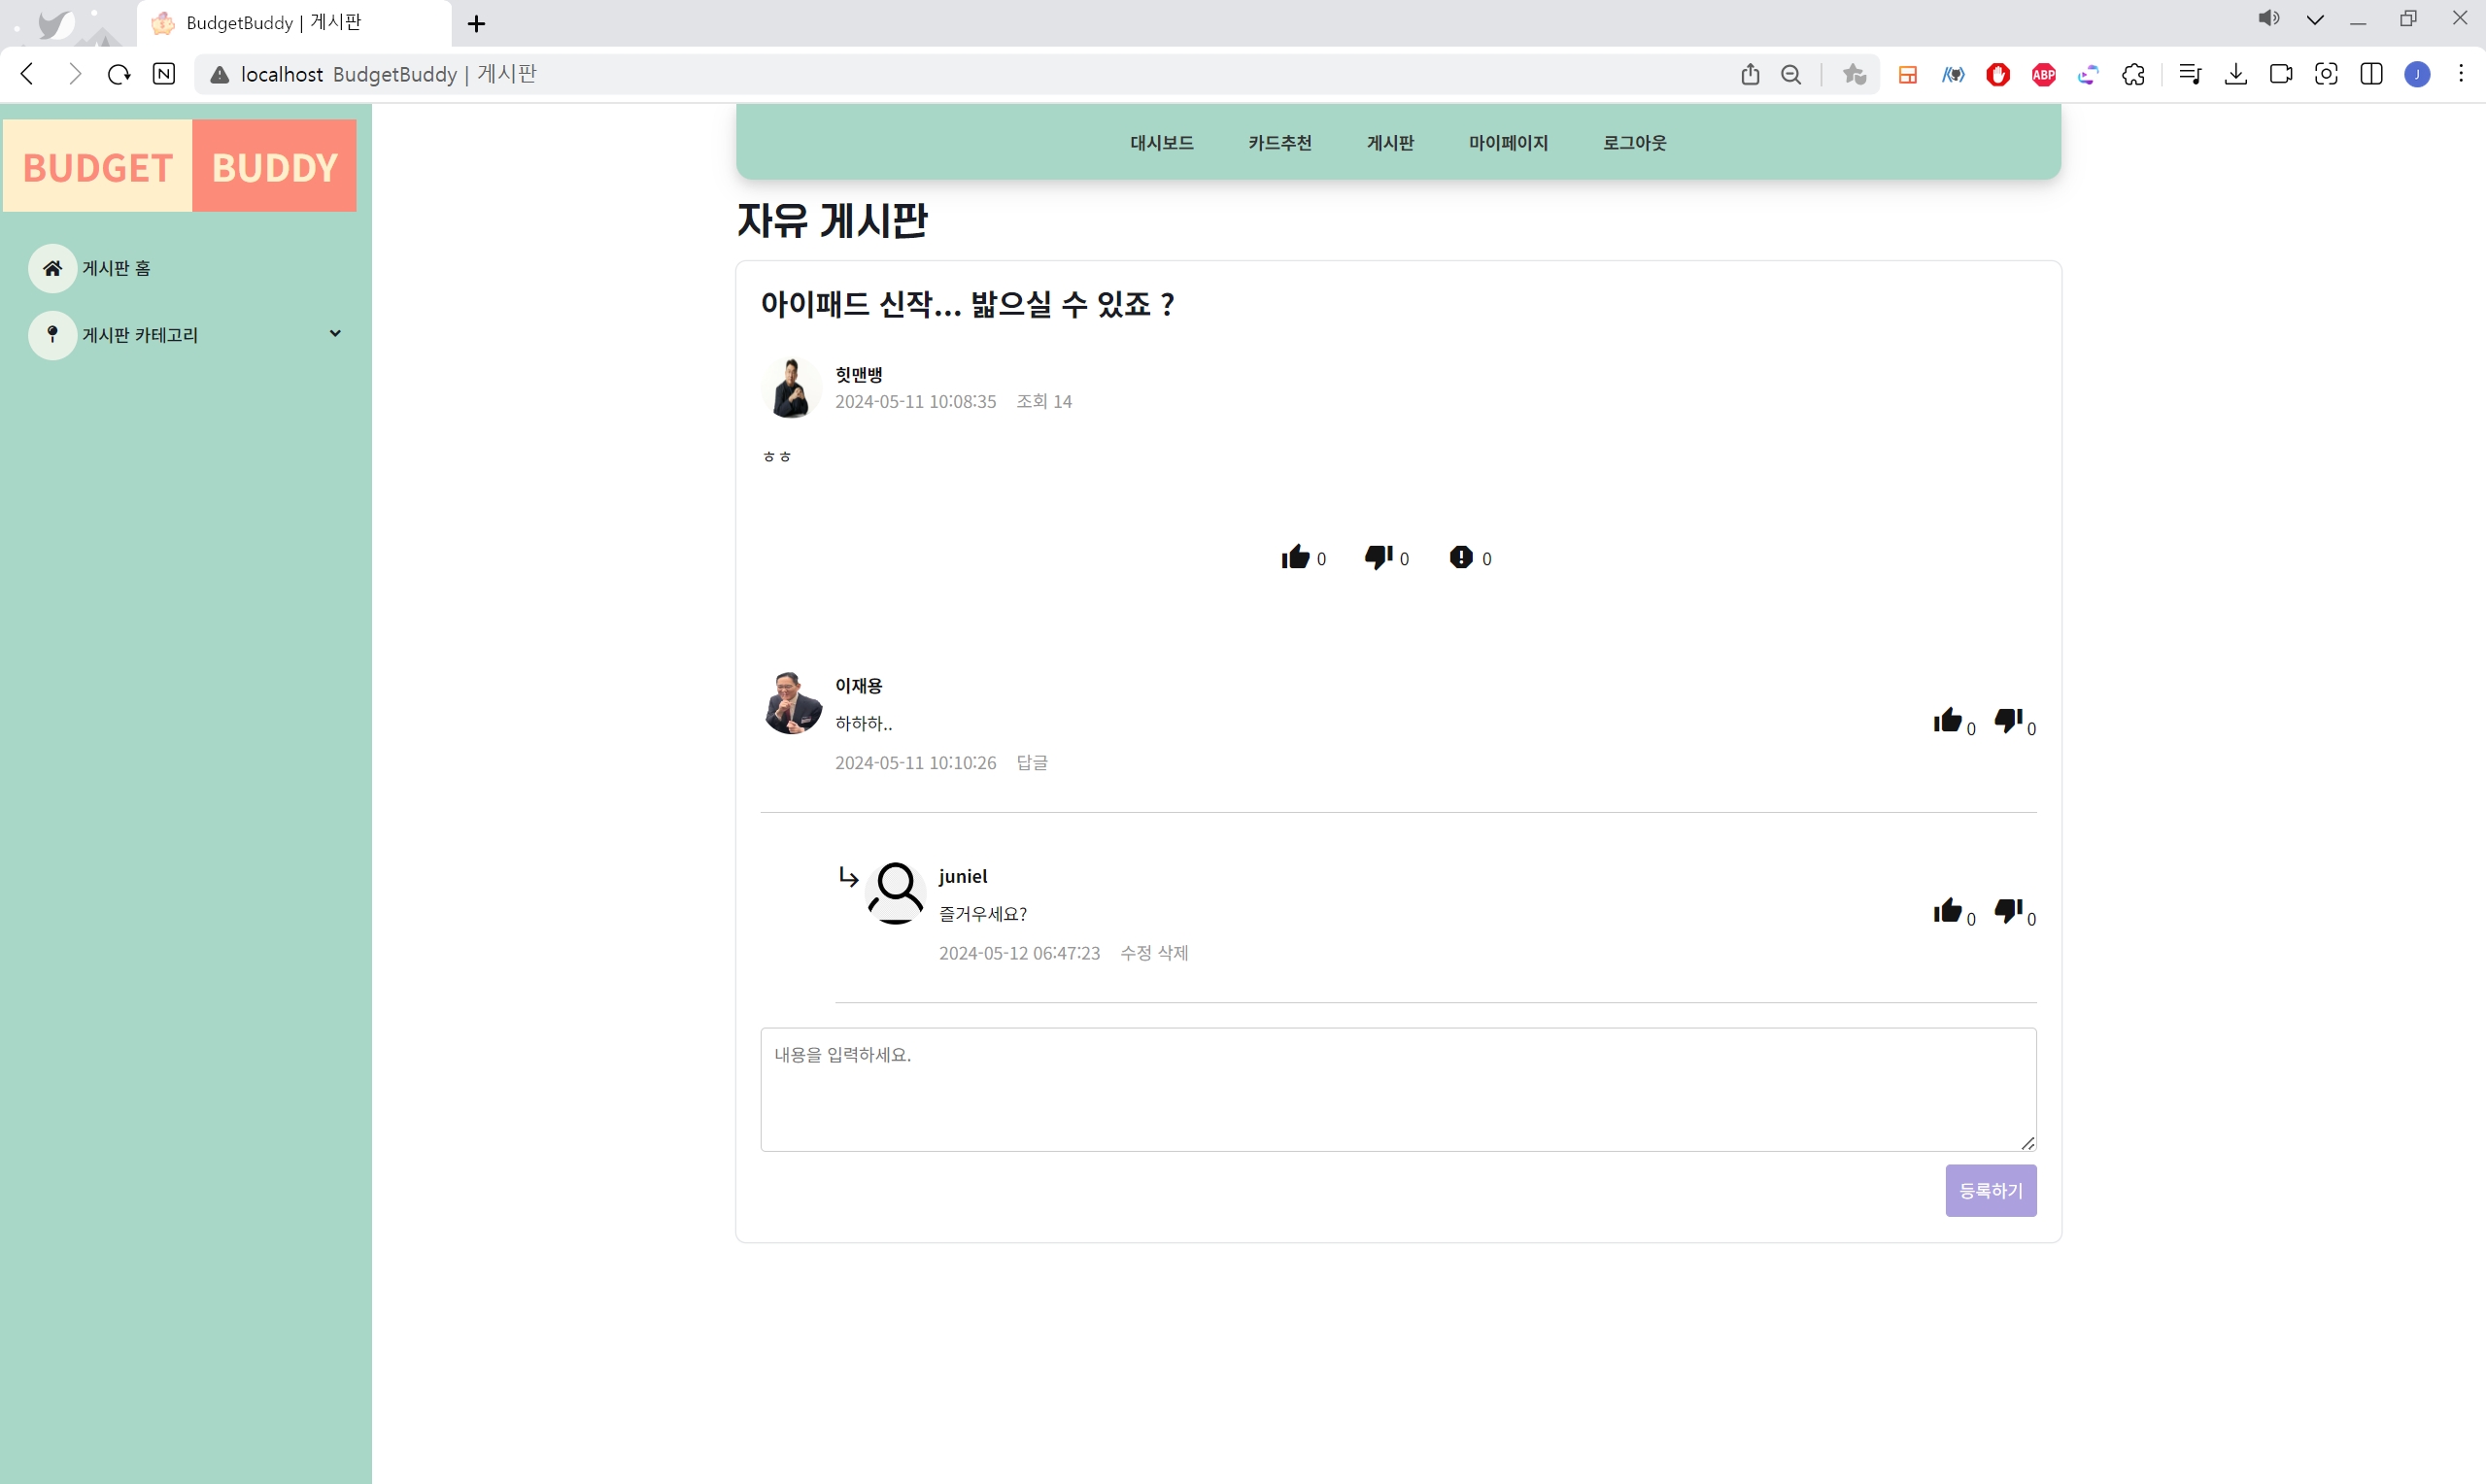 BudgetBuddy | 게시판
localhost BudgetBuddy | 게시판
N
ABP
J
BUDGET BUDDY
게시판 홈
게시판 카테고리
대시보드 카드추천 게시판 마이페이지 로그아웃
자유 게시판
아이패드 신작... 밟으실 수 있죠 ?
힛맨뱅
2024-05-11 10:08:35 조회 14
ㅎㅎ
0 0 0
이재용
하하하..
0 0
2024-05-11 10:10:26 답글
juniel
즐거우세요?
0 0
2024-05-12 06:47:23 수정 삭제
내용을 입력하세요.
등록하기